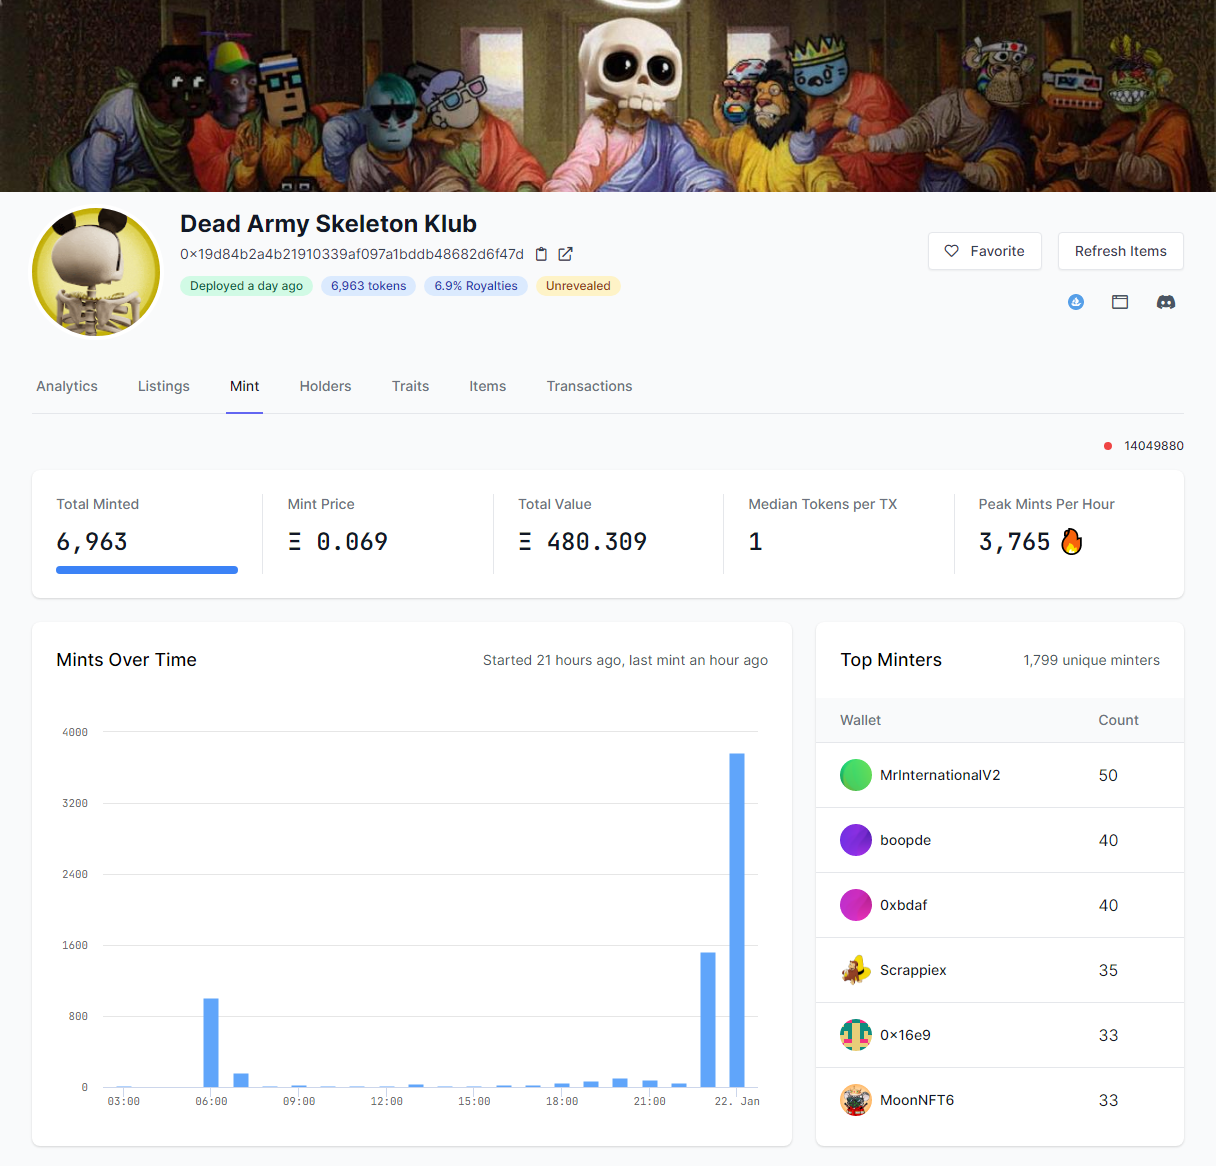 Dead Army Skeleton Klub
0×19d84b2a4b21910339af097a1bddb48682d6f47d
Favorite
Refresh Items
Deployed a day ago
6,963 tokens
6.9% Royalties
Unrevealed
Analytics
Listings
Mint
Holders
Traits
Items
Transactions
14049880
Total Minted
6,963
Mint Price
Ξ 0.069
Total Value
Ξ 480.309
Median Tokens per TX
1
Peak Mints Per Hour
3,765 🔥
Mints Over Time
Started 21 hours ago, last mint an hour ago
4000
3200
2400
1600
800
0
03:00
06:00
09:00
12:00
15:00
18:00
21:00
22. Jan
Top Minters
1,799 unique minters
Wallet
Count
MrInternationalV2
50
boopde
40
0xbdaf
40
Scrappiex
35
0×16e9
33
MoonNFT6
33